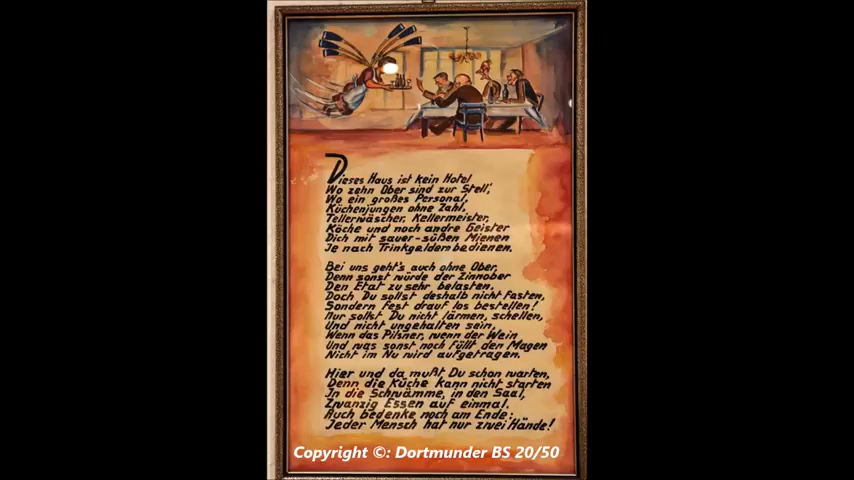 Dieses Haus ist kein Hotel
Wo zehn Ober sind zur Stell',
Wo ein großes Personal,
Küchenjungen ohne Zahl,
Tellerwäscher, Kellermeister,
Köche und noch andre Geister
Dich mit sauer-süßen Mienen
Je nach Trinkgeldern bedienen.
Bei uns geht's auch ohne Ober,
Denn sonst würde der Zinnober
Den Etat zu sehr belasten.
Doch Du sollst deshalb nicht fasten,
Sondern fest drauf los bestellen!
Nur sollst Du nicht lärmen, schellen,
Und nicht ungehalten sein,
Wenn das Pilsner, wenn der Wein
Und was sonst noch füllt den Magen
Nicht im Nu wird aufgetragen.
Hier und da mußt Du schon warten,
Denn die Küche kann nicht starten
In die Schwämme, in den Saal,
Zwanzig Essen auf einmal.
Auch bedenke noch am Ende:
Jeder Mensch hat nur zwei Hände!
Copyright ©: Dortmunder BS 20/50